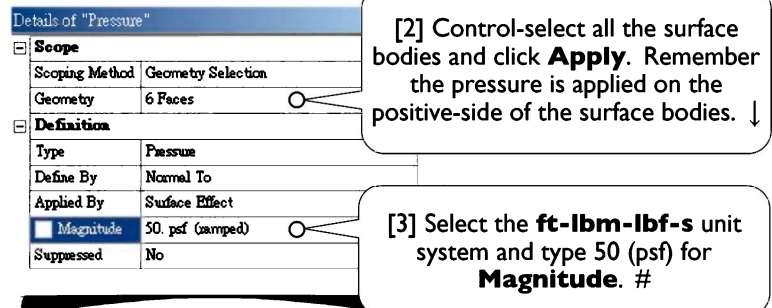 Details of "Pressure"
Scope
Scoping Method Geometry Selection
Geometry 6 Faces
Definition
Type Pressure
Define By Normal To
Applied By Surface Effect
Magnitude 50. psf (ramped)
Suppressed No
[2] Control-select all the surface
bodies and click Apply. Remember
the pressure is applied on the
positive-side of the surface bodies. ↓
[3] Select the ft-lbm-lbf-s unit
system and type 50 (psf) for
Magnitude. #